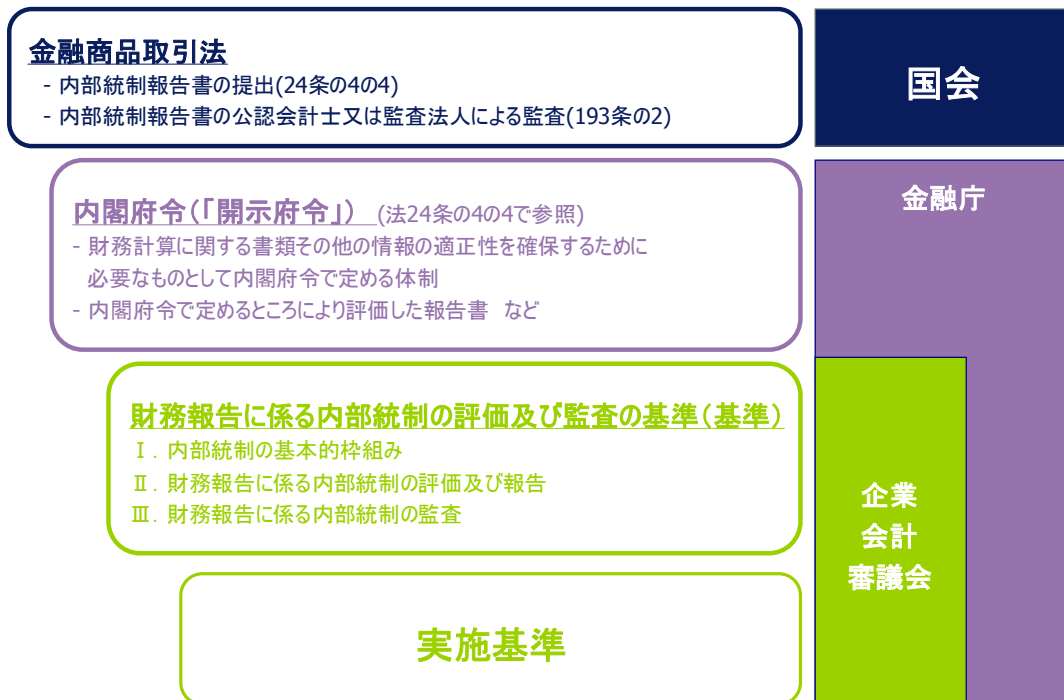 金融商品取引法
- 内部統制報告書の提出(24条の4の4)
- 内部統制報告書の公認会計士又は監査法人による監査(193条の2)
国会
内閣府令(「開示府令」) (法24条の4の4で参照)
- 財務計算に関する書類その他の情報の適正性を確保するために
必要なものとして内閣府令で定める体制
- 内閣府令で定めるところにより評価した報告書 など
金融庁
財務報告に係る内部統制の評価及び監査の基準(基準)
Ⅰ. 内部統制の基本的枠組み
Ⅱ. 財務報告に係る内部統制の評価及び報告
Ⅲ. 財務報告に係る内部統制の監査
企業
会計
審議会
実施基準